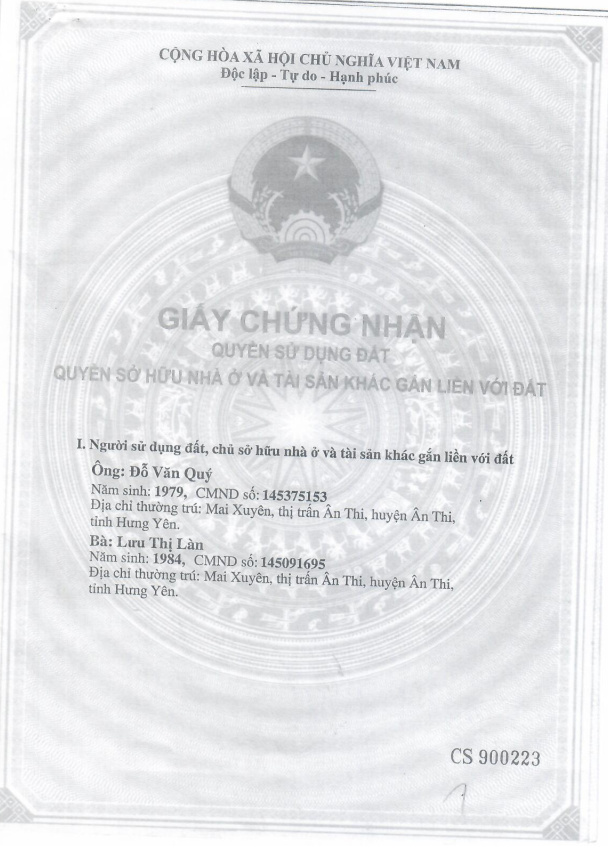 CỘNG HÒA XÃ HỘI CHỦ NGHĨA VIỆT NAM
Độc lập - Tự do - Hạnh phúc
GIẤY CHỨNG NHẬN
QUYỀN SỬ DỤNG ĐẤT
QUYỀN SỞ HỮU NHÀ Ở VÀ TÀI SẢN KHÁC GẮN LIỀN VỚI ĐẤT
I. Người sử dụng đất, chủ sở hữu nhà ở và tài sản khác gắn liền với đất
Ông: Đỗ Văn Quý
Năm sinh: 1979, CMND số: 145375153
Địa chỉ thường trú: Mai Xuyên, thị trấn Ân Thi, huyện Ân Thi,
tỉnh Hưng Yên.
Bà: Lưu Thị Làn
Năm sinh: 1984, CMND số: 145091695
Địa chỉ thường trú: Mai Xuyên, thị trấn Ân Thi, huyện Ân Thi,
tỉnh Hưng Yên.
CS 900223